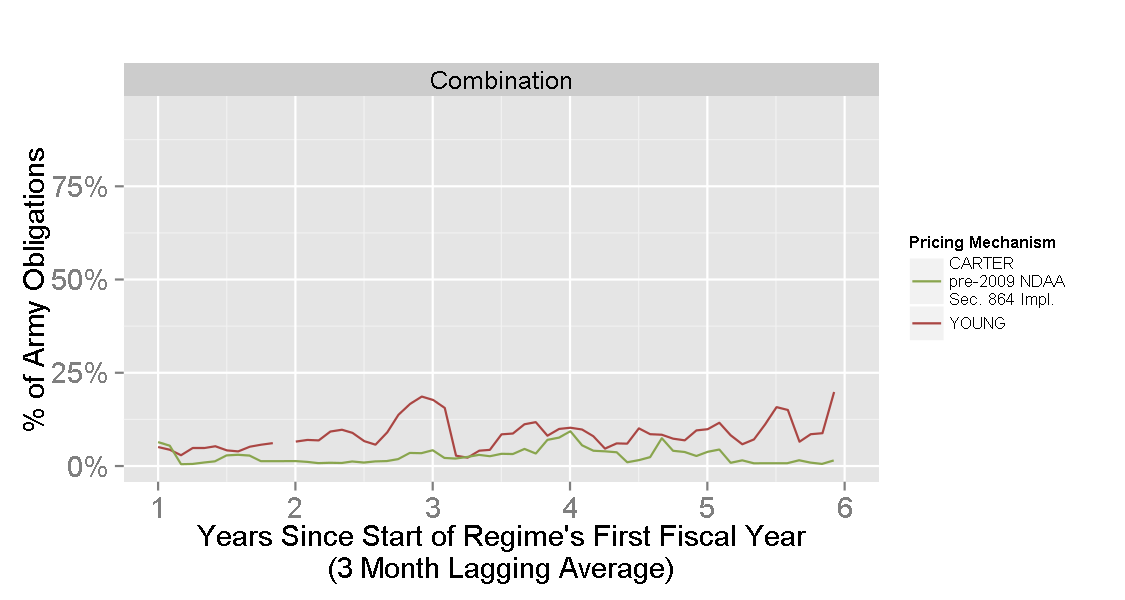 Combination
% of Army Obligations
75%
50%
25%
0%
1 2 3 4 5 6
Years Since Start of Regime's First Fiscal Year
(3 Month Lagging Average)
Pricing Mechanism
CARTER
pre-2009 NDAA
Sec. 864 Impl.
YOUNG